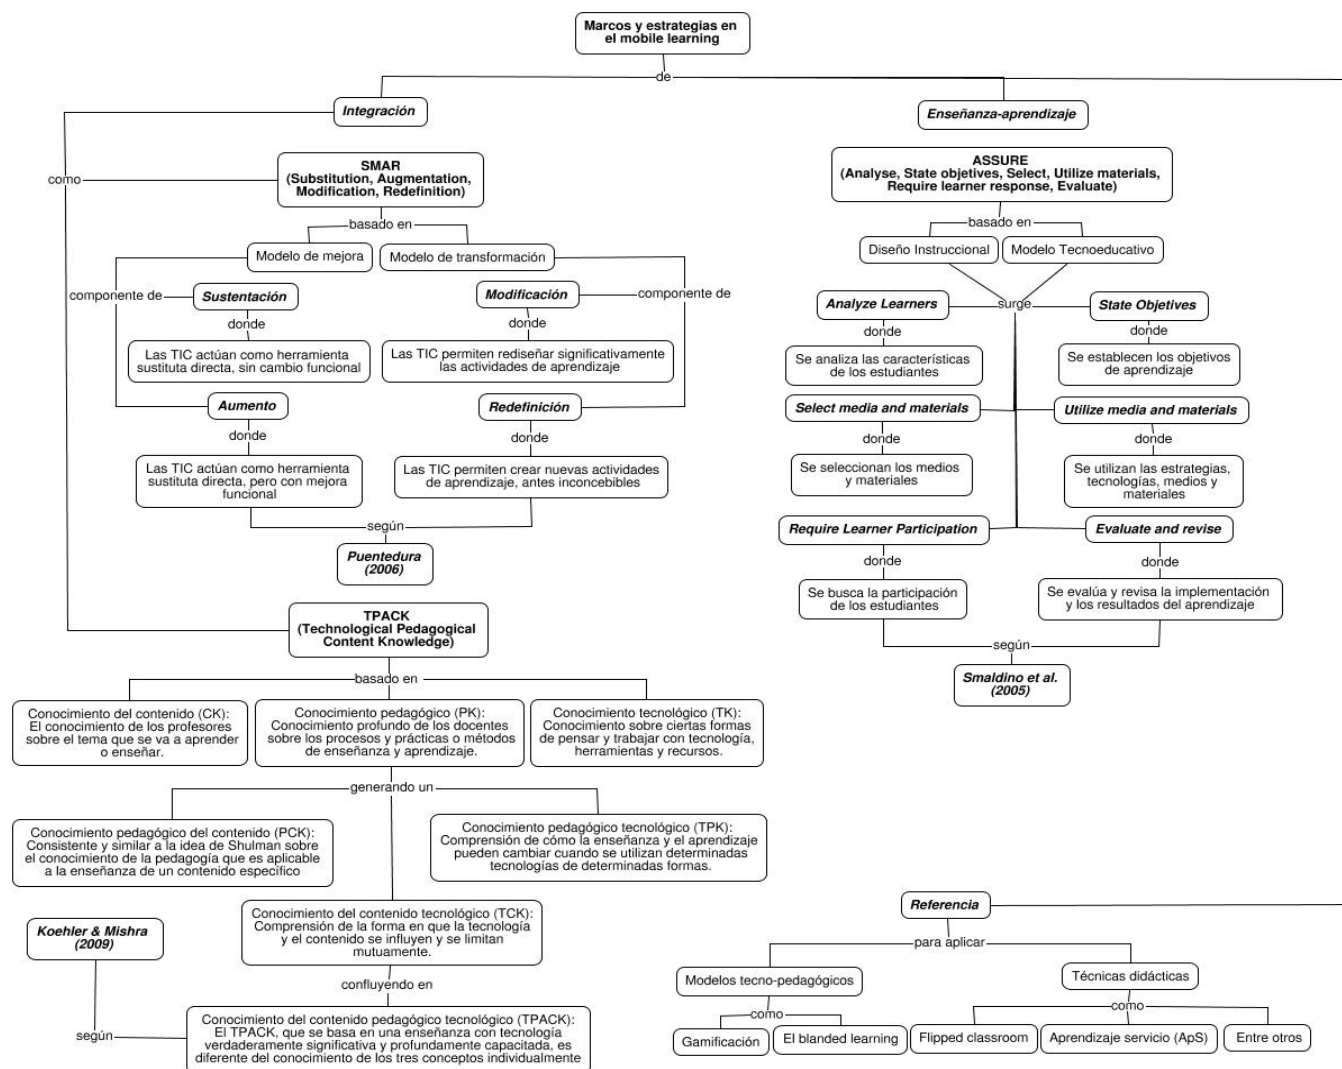 Marcos y estrategias en
el mobile learning
de
Integración
como
SMAR
(Substitution, Augmentation,
Modification, Redefinition)
basado en
Modelo de mejora
Modelo de transformación
componente de
Sustentación
donde
Las TIC actúan como herramienta
sustituta directa, sin cambio funcional
Aumento
donde
Las TIC actúan como herramienta
sustituta directa, pero con mejora
funcional
Modificación
componente de
donde
Las TIC permiten rediseñar significativamente
las actividades de aprendizaje
Redefinición
donde
Las TIC permiten crear nuevas actividades
de aprendizaje, antes inconcebibles
según
Puentedura
(2006)
TPACK
(Technological Pedagogical
Content Knowledge)
basado en
Conocimiento del contenido (CK):
El conocimiento de los profesores
sobre el tema que se va a aprender
o enseñar.
Conocimiento pedagógico (PK):
Conocimiento profundo de los docentes
sobre los procesos y prácticas o métodos
de enseñanza y aprendizaje.
Conocimiento tecnológico (TK):
Conocimiento sobre ciertas formas
de pensar y trabajar con tecnología,
herramientas y recursos.
generando un
Conocimiento pedagógico del contenido (PCK):
Consistente y similar a la idea de Shulman sobre
el conocimiento de la pedagogía que es aplicable
a la enseñanza de un contenido específico
Conocimiento pedagógico tecnológico (TPK):
Comprensión de cómo la enseñanza y el aprendizaje
pueden cambiar cuando se utilizan determinadas
tecnologías de determinadas formas.
Conocimiento del contenido tecnológico (TCK):
Comprensión de la forma en que la tecnología
y el contenido se influyen y se limitan
mutuamente.
confluyendo en
Conocimiento del contenido pedagógico tecnológico (TPACK):
El TPACK, que se basa en una enseñanza con tecnología
verdaderamente significativa y profundamente capacitada, es
diferente del conocimiento de los tres conceptos individualmente
según
Koehler & Mishra
(2009)
Enseñanza-aprendizaje
ASSURE
(Analyse, State objetives, Select, Utilize materials,
Require learner response, Evaluate)
basado en
Diseño Instruccional
Modelo Tecnoeducativo
surge
Analyze Learners
donde
Se analiza las características
de los estudiantes
State Objetives
donde
Se establecen los objetivos
de aprendizaje
Select media and materials
donde
Se seleccionan los medios
y materiales
Utilize media and materials
donde
Se utilizan las estrategias,
tecnologías, medios y
materiales
Require Learner Participation
donde
Se busca la participación
de los estudiantes
Evaluate and revise
donde
Se evalúa y revisa la implementación
y los resultados del aprendizaje
según
Smaldino et al.
(2005)
Referencia
para aplicar
Modelos tecno-pedagógicos
como
Gamificación
El blanded learning
Técnicas didácticas
como
Flipped classroom
Aprendizaje servicio (ApS)
Entre otros